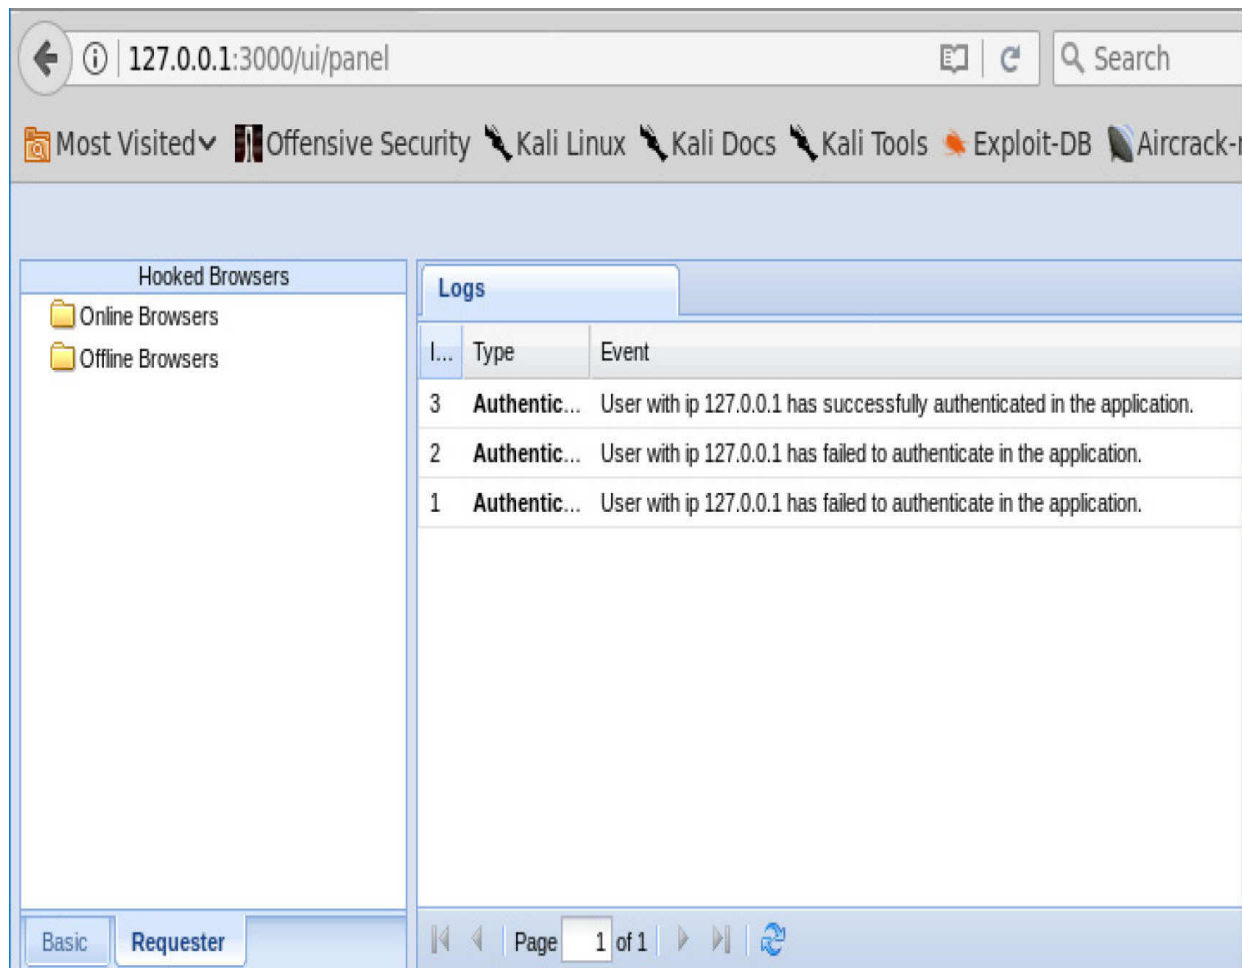 127.0.0.1:3000/ui/panel Search
Most Visited Offensive Security Kali Linux Kali Docs Kali Tools Exploit-DB Aircrack-
Hooked Browsers
Online Browsers
Offline Browsers
Basic Requester
Logs
I... Type Event
3 Authentic... User with ip 127.0.0.1 has successfully authenticated in the application.
2 Authentic... User with ip 127.0.0.1 has failed to authenticate in the application.
1 Authentic... User with ip 127.0.0.1 has failed to authenticate in the application.
Page 1 of 1